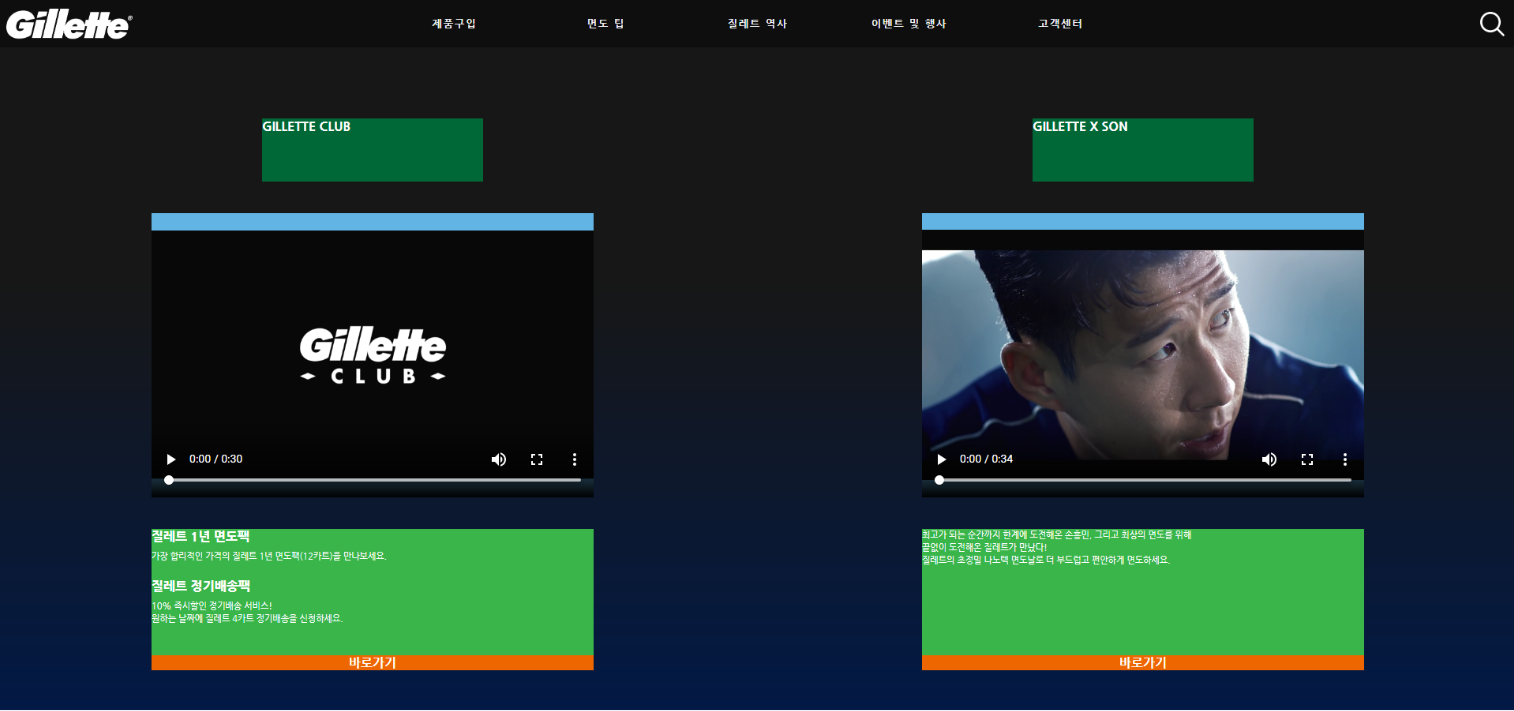 Gillette®
제품구입
면도 팁
질레트 역사
이벤트 및 행사
고객센터
GILLETTE CLUB
Gillette
CLUB
0:00 / 0:30
질레트 1년 면도팩
가장 합리적인 가격의 질레트 1년 면도팩(12카트)를 만나보세요.
질레트 정기배송팩
10% 즉시할인 정기배송 서비스!
원하는 날짜에 질레트 4카트 정기배송을 신청하세요.
바로가기
GILLETTE X SON
0:00 / 0:34
최고가 되는 순간까지 한계에 도전해온 손흥민, 그리고 최상의 면도를 위해
끝없이 도전해온 질레트가 만났다!
질레트의 초정밀 나노텍 면도날로 더 부드럽고 편안하게 면도하세요.
바로가기